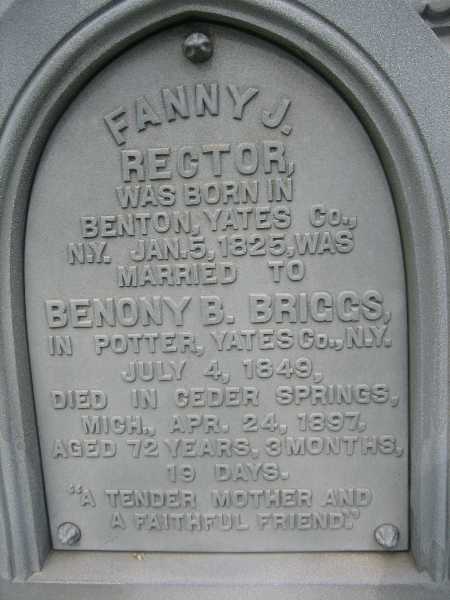 FANNY J.
RECTOR,
WAS BORN IN
BENTON, YATES Co.,
N.Y. JAN. 5, 1825, WAS
MARRIED TO
BENONY B. BRIGGS,
IN POTTER, YATES Co., N.Y.
JULY 4, 1849,
DIED IN CEDER SPRINGS,
MICH., APR. 24, 1897,
AGED 72 YEARS, 3 MONTHS,
19 DAYS.
"A TENDER MOTHER AND
A FAITHFUL FRIEND."